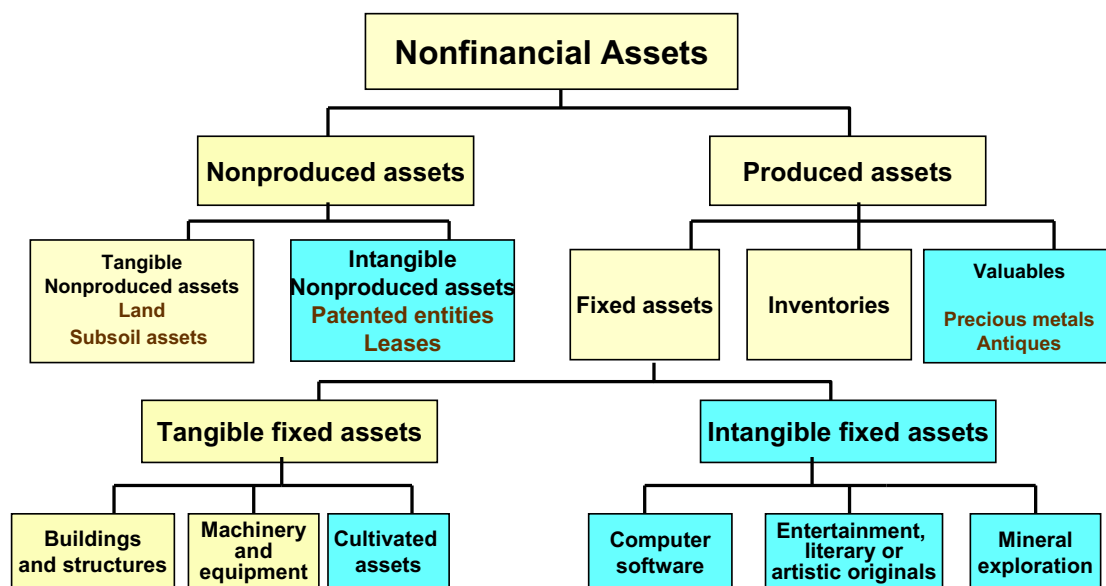 Nonfinancial Assets
Nonproduced assets
Produced assets
Tangible
Nonproduced assets
Land
Subsoil assets
Intangible
Nonproduced assets
Patented entities
Leases
Fixed assets
Inventories
Valuables
Precious metals
Antiques
Tangible fixed assets
Intangible fixed assets
Buildings
and structures
Machinery
and
equipment
Cultivated
assets
Computer
software
Entertainment,
literary or
artistic originals
Mineral
exploration